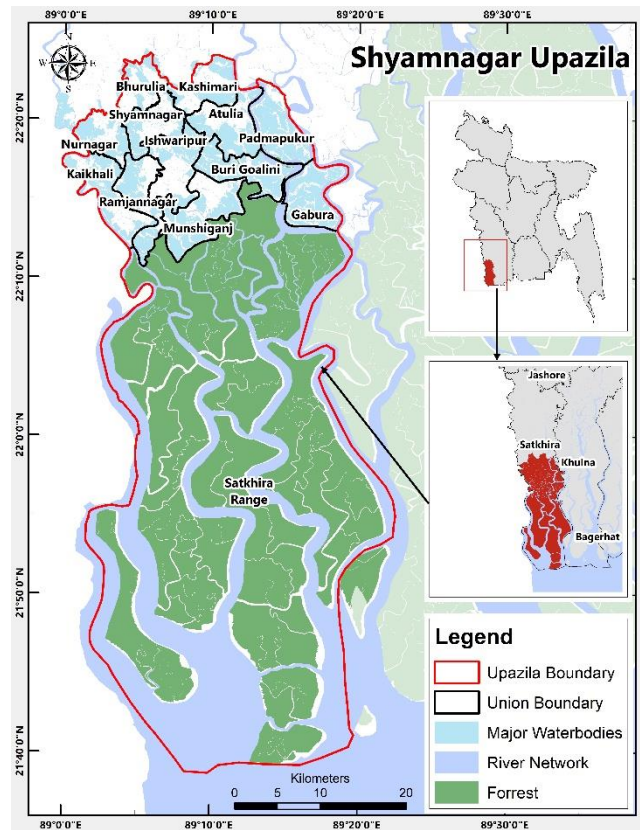 89°0'0"E 89°10'0"E 89°20'0"E 89°30'0"E
Shyamnagar Upazila
N
W E
S
22°20'0"N
22°10'0"N
22°0'0"N
21°50'0"N
21°40'0"N
Bhurulia
Kashimari
Shyamnagar
Atulia
Nurnagar
Ishwaripur
Padmapukur
Kaikhali
Buri Goalini
Ramjannagar
Gabura
Munshiganj
Satkhira
Range
Jashore
Satkhira
Khulna
Bagerhat
Legend
Upazila Boundary
Union Boundary
Major Waterbodies
River Network
Forrest
Kilometers
0 5 10 20
89°0'0"E 89°10'0"E 89°20'0"E 89°30'0"E